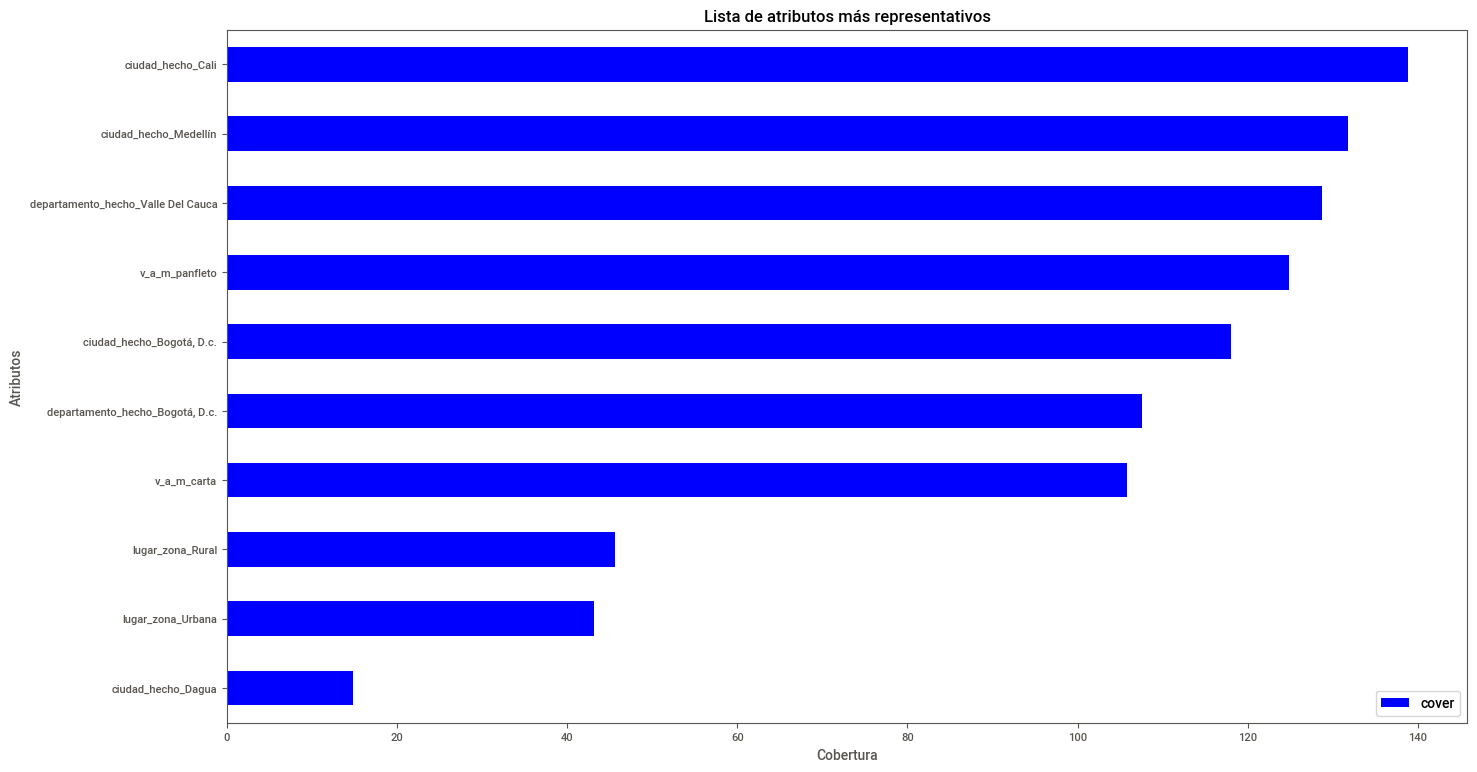 Lista de atributos más representativos
ciudad_hecho_Cali
ciudad_hecho_Medellín
departamento_hecho_Valle Del Cauca
v_a_m_panfleto
ciudad_hecho_Bogotá, D.c.
departamento_hecho_Bogotá, D.c.
v_a_m_carta
lugar_zona_Rural
lugar_zona_Urbana
ciudad_hecho_Dagua
Atributos
cover
0 20 40 60 80 100 120 140
Cobertura